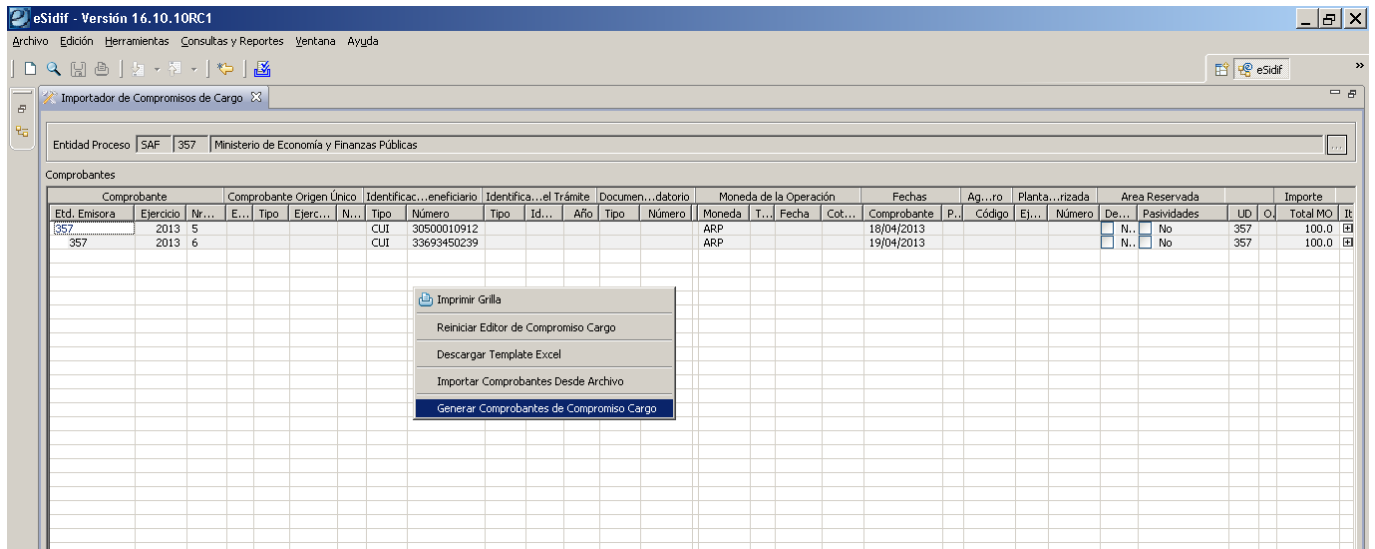 eSidif - Versión 16.10.10RC1
Archivo Edición Herramientas Consultas y Reportes Ventana Ayuda
eSidif »
Importador de Compromisos de Cargo
Entidad Proceso SAF 357 Ministerio de Economía y Finanzas Públicas ...
Comprobantes
Comprobante Comprobante Origen Único Identificac...eneficiario Identifica...el Trámite Documen...datorio Moneda de la Operación Fechas Ag...ro Planta...rizada Area Reservada Importe
Etd. Emisora Ejercicio Nr... E... Tipo Ejerc... N... Tipo Número Tipo Id... Año Tipo Número Moneda T... Fecha Cot... Comprobante P.. Código Ej... Número De... Pasividades UD O. Total MO It
357 2013 5 CUI 30500010912 ARP 18/04/2013 N.. No 357 100.0
357 2013 6 CUI 33693450239 ARP 19/04/2013 N.. No 357 100.0
Imprimir Grilla
Reiniciar Editor de Compromiso Cargo
Descargar Template Excel
Importar Comprobantes Desde Archivo
Generar Comprobantes de Compromiso Cargo